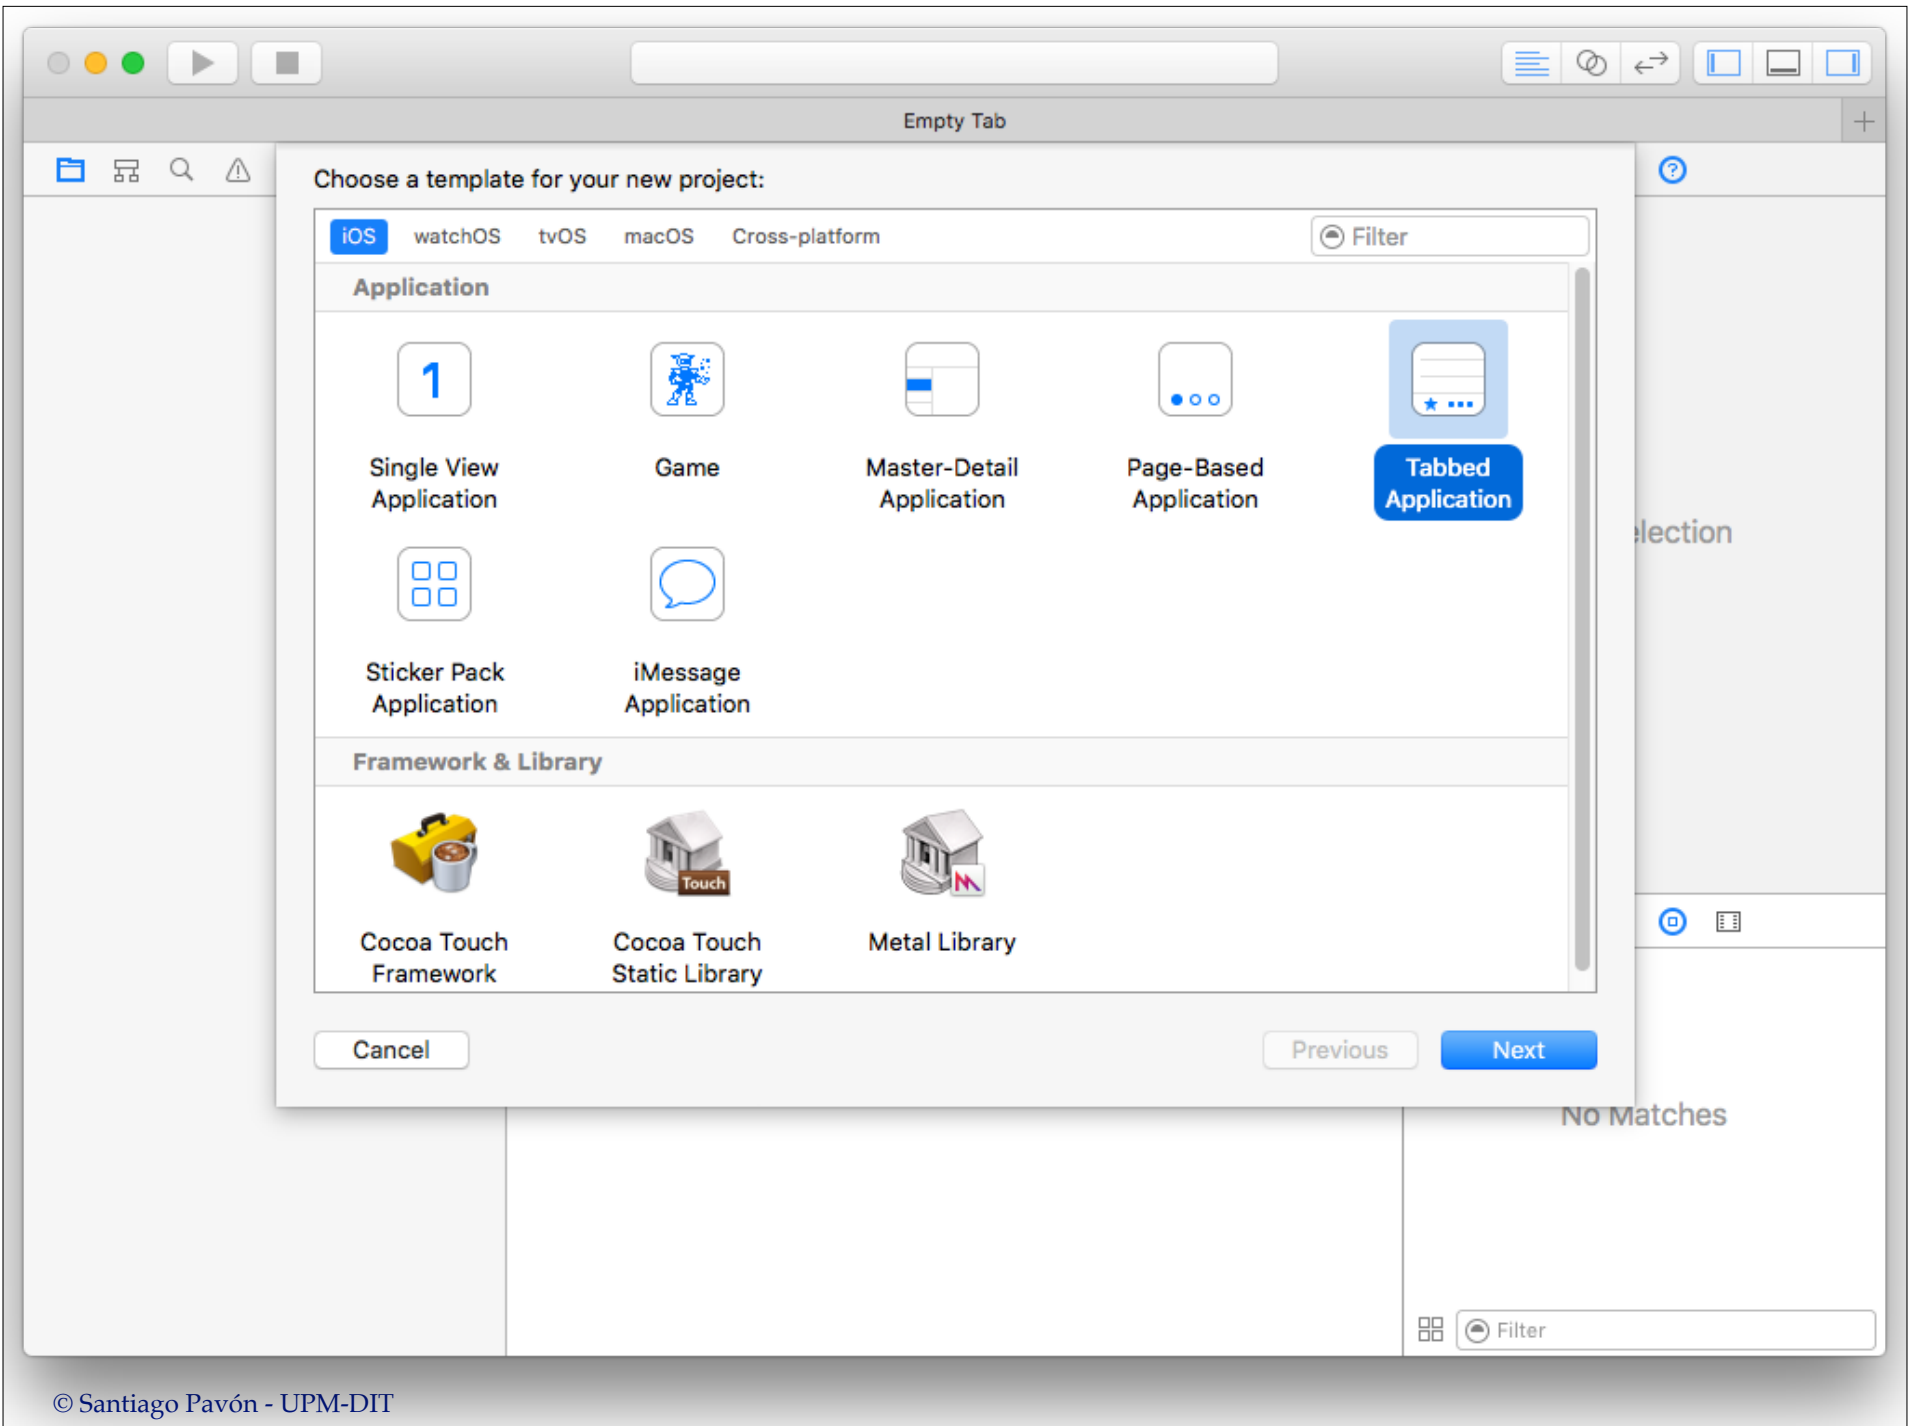 Empty Tab
Choose a template for your new project:
iOS watchOS tvOS macOS Cross-platform Filter
Application
1
Single View
Application
Game
Master-Detail
Application
Page-Based
Application
Tabbed
Application
Sticker Pack
Application
iMessage
Application
Framework & Library
Touch
Cocoa Touch
Framework
Cocoa Touch
Static Library
Metal Library
Cancel
Previous
Next
election
No Matches
Filter
© Santiago Pavón - UPM-DIT